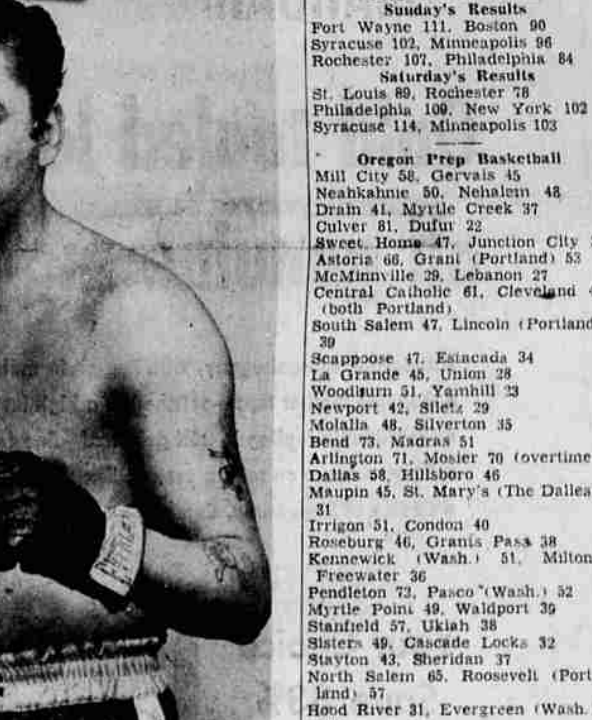 Sunday's Results
Fort Wayne 111, Boston 90
Syracuse 102, Minneapolis 96
Rochester 107, Philadelphia 84
Saturday's Results
St. Louis 89, Rochester 78
Philadelphia 109, New York 102
Syracuse 114, Minneapolis 103
Oregon Prep Basketball
Mill City 58, Gervais 45
Neahkahnie 50, Nehalem 48
Drain 41, Myrtle Creek 37
Culver 81, Dufur 22
Sweet Home 47, Junction City
Astoria 66, Grant (Portland) 53
McMinnville 29, Lebanon 27
Central Catholic 61, Cleveland
(both Portland)
South Salem 47, Lincoln (Portland
39
Scappoose 47, Estacada 34
La Grande 45, Union 28
Woodburn 51, Yamhill 23
Newport 42, Siletz 29
Molalla 48, Silverton 35
Bend 73, Madras 51
Arlington 71, Mosier 70 (overtime
Dallas 58, Hillsboro 46
Maupin 45, St. Mary's (The Dalles
31
Irrigon 51, Condon 40
Roseburg 46, Grants Pass 38
Kennewick (Wash.) 51, Milton
Freewater 36
Pendleton 73, Pasco (Wash.) 52
Myrtle Point 49, Waldport 39
Stanfield 57, Ukiah 38
Sisters 49, Cascade Locks 32
Stayton 43, Sheridan 37
North Salem 65, Roosevelt (Port
land) 57
Hood River 31, Evergreen (Wash.